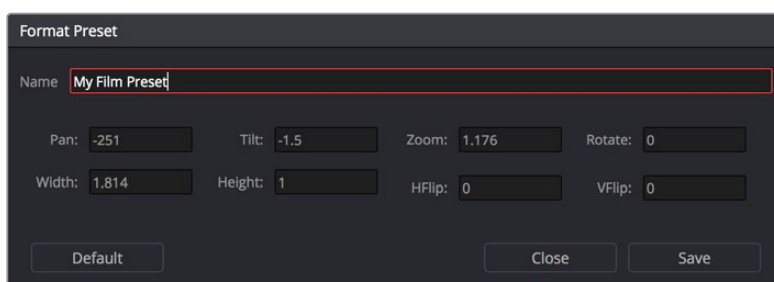 Format Preset
Name My Film Preset
Pan: -251 Tilt: -1.5 Zoom: 1.176 Rotate: 0
Width: 1.814 Height: 1 HFlip: 0 VFlip: 0
Default Close Save